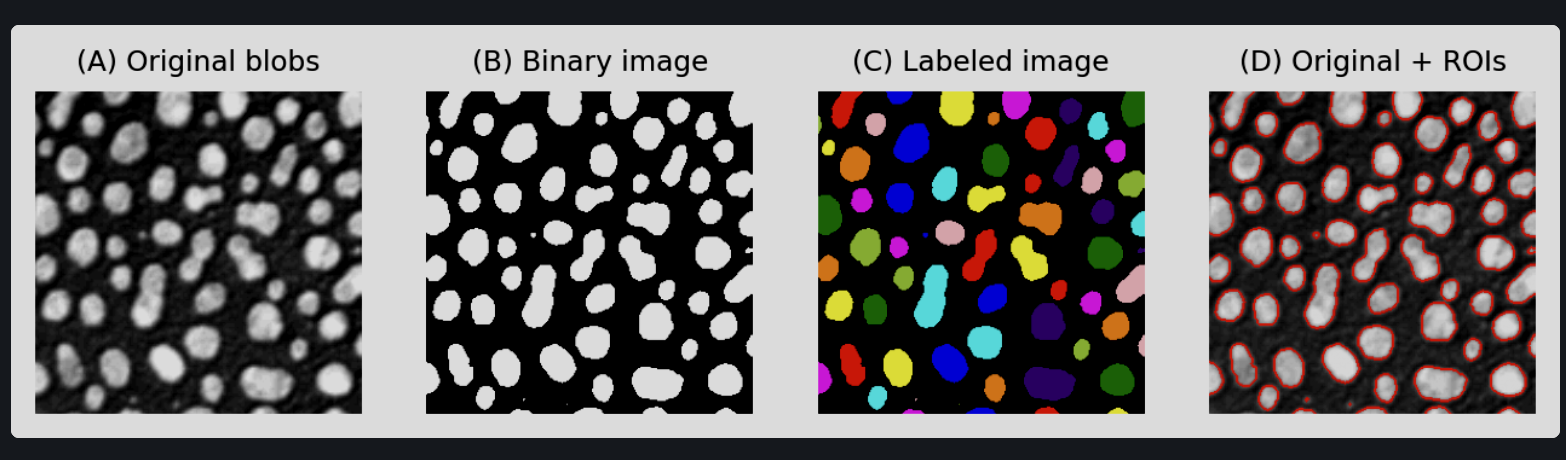 (A) Original blobs
(B) Binary image
(C) Labeled image
(D) Original + ROIs